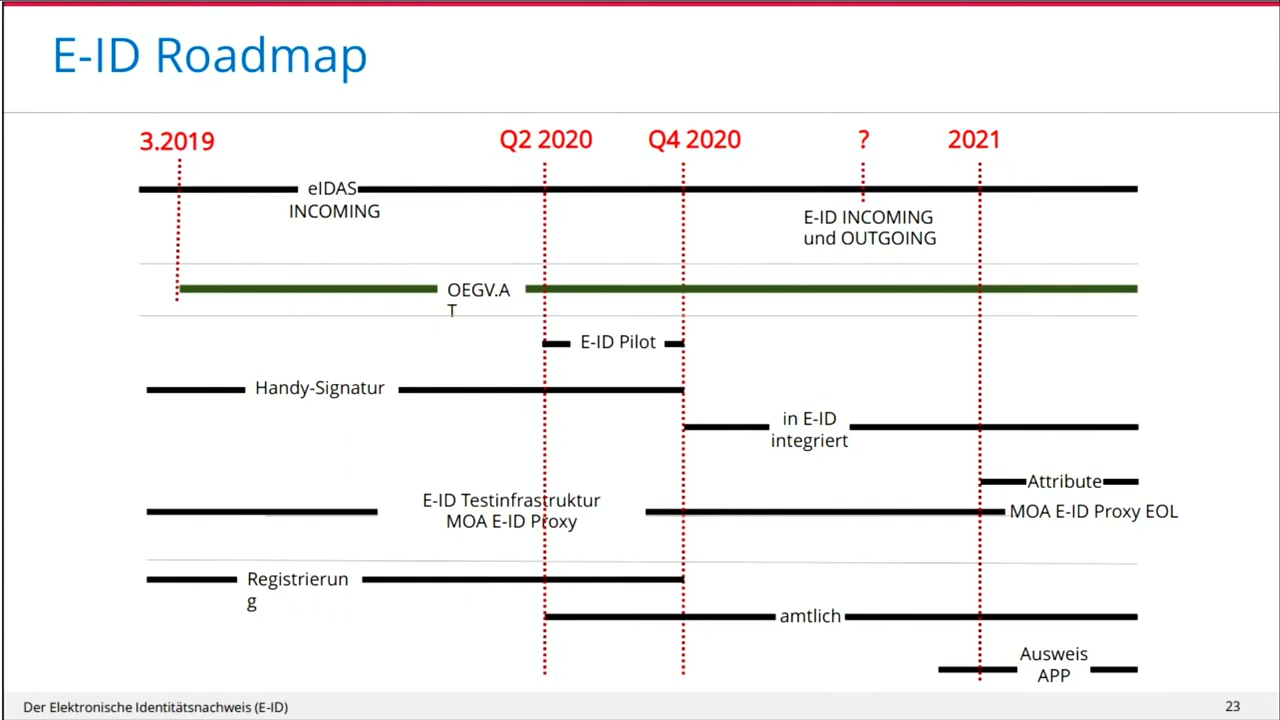 E-ID Roadmap
3.2019
Q2 2020
Q4 2020
?
2021
eIDAS
INCOMING
E-ID INCOMING
und OUTGOING
OEGV.A
T
E-ID Pilot
Handy-Signatur
in E-ID
integriert
Attribute
E-ID Testinfrastruktur
MOA E-ID Proxy
MOA E-ID Proxy EOL
Registrierun
g
amtlich
Ausweis
APP
Der Elektronische Identitätsnachweis (E-ID)
23